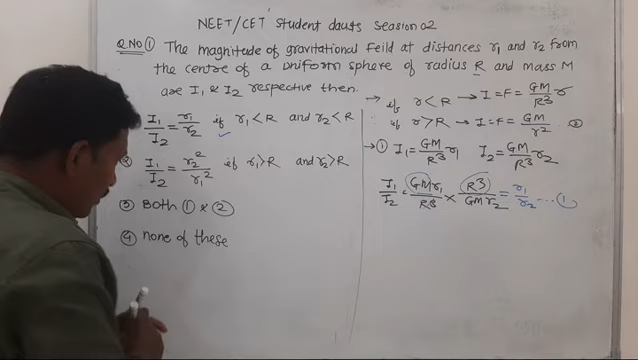 NEET/CET Student dauts Seasion 02
Q.NO ① The magnitude of gravitational Feild at distances r₁ and r₂ From
the centre of a uniform sphere of radius R and mass M
are I₁ & I₂ respective then.
I₁/I₂ = r₁/r₂ if r₁ < R and r₂ < R ✓
② I₁/I₂ = r₂²/r₁² if r₁ > R and r₂ > R
③ Both ① & ②
④ none of these
→ if r < R → I = F = GM/R³ r
if r > R → I = F = GM/r² ②
→ ① I₁ = GM/R³ r₁ I₂ = GM/R³ r₂
I₁/I₂ = GMr₁/R³ × R³/GMr₂ = r₁/r₂ ... ①